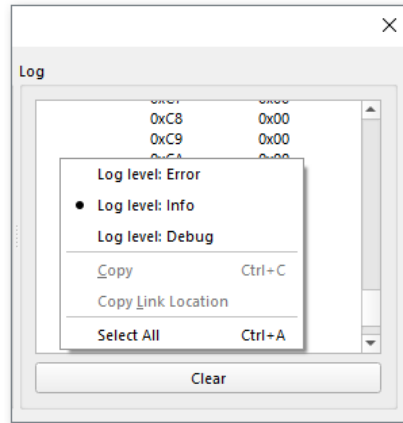 Log
0xC8 0x00
0xC9 0x00
Log level: Error
Log level: Info
Log level: Debug
Copy Ctrl+C
Copy Link Location
Select All Ctrl+A
Clear